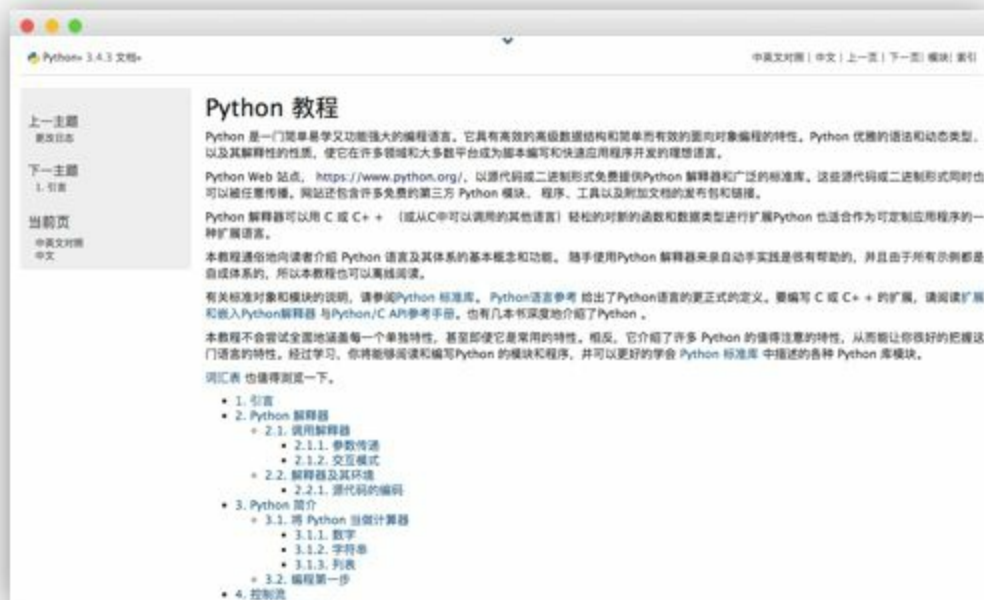 Python» 3.4.3 文档»
中英文对照 | 中文 | 上一页 | 下一页| 模块| 索引
上一主题
更改日志
下一主题
1. 引言
当前页
中英文对照
中文
Python 教程
Python 是一门简单易学又功能强大的编程语言。它具有高效的高级数据结构和简单而有效的面向对象编程的特性。Python 优雅的语法和动态类型、
以及其解释性的性质，使它在许多领域和大多数平台成为脚本编写和快速应用程序开发的理想语言。
Python Web 站点， https://www.python.org/，以源代码或二进制形式免费提供Python 解释器和广泛的标准库。这些源代码或二进制形式同时也
可以被任意传播。网站还包含许多免费的第三方 Python 模块、 程序、工具以及附加文档的发布包和链接。
Python 解释器可以用 C 或 C+ + （或从C中可以调用的其他语言）轻松的对新的函数和数据类型进行扩展Python 也适合作为可定制应用程序的一
种扩展语言。
本教程通俗地向读者介绍 Python 语言及其体系的基本概念和功能。 随手使用Python 解释器来亲自动手实践是很有帮助的，并且由于所有示例都是
自成体系的，所以本教程也可以离线阅读。
有关标准对象和模块的说明，请参阅Python 标准库。 Python语言参考 给出了Python语言的更正式的定义。要编写 C 或 C+ + 的扩展，请阅读扩展
和嵌入Python解释器 与Python/C API参考手册。也有几本书深度地介绍了Python 。
本教程不会尝试全面地涵盖每一个单独特性，甚至即使它是常用的特性。相反，它介绍了许多 Python 的值得注意的特性，从而能让你很好的把握这
门语言的特性。经过学习，你将能够阅读和编写Python 的模块和程序，并可以更好的学会 Python 标准库 中描述的各种 Python 库模块。
词汇表 也值得浏览一下。
• 1. 引言
• 2. Python 解释器
◦ 2.1. 调用解释器
▪ 2.1.1. 参数传递
▪ 2.1.2. 交互模式
◦ 2.2. 解释器及其环境
▪ 2.2.1. 源代码的编码
• 3. Python 简介
◦ 3.1. 将 Python 当做计算器
▪ 3.1.1. 数字
▪ 3.1.2. 字符串
▪ 3.1.3. 列表
◦ 3.2. 编程第一步
• 4. 控制流